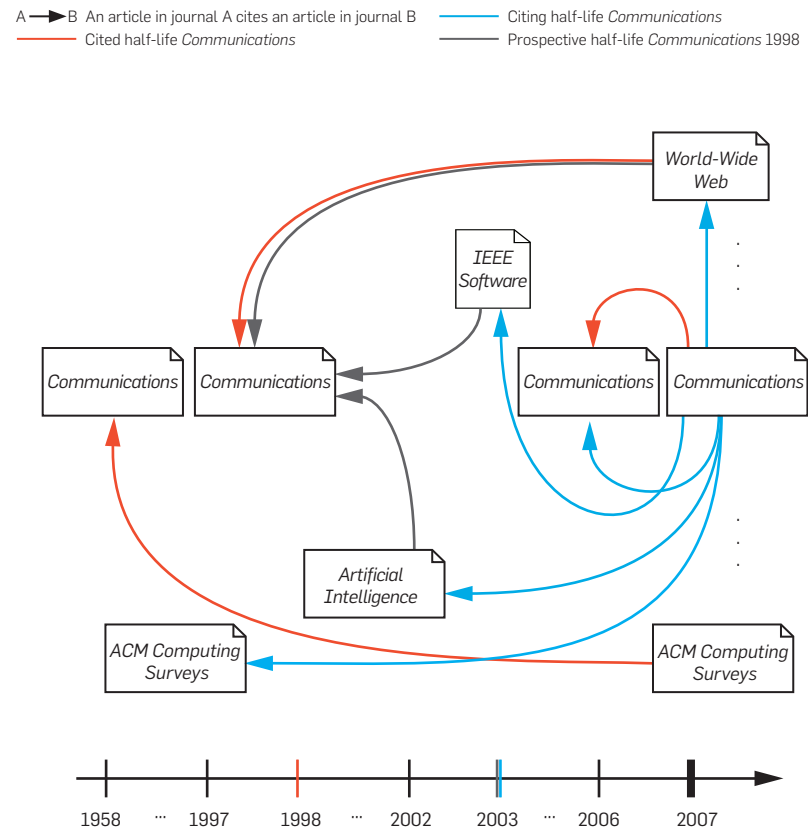 A B An article in journal A cites an article in journal B
Citing half-life Communications
Cited half-life Communications
Prospective half-life Communications 1998
World-Wide
Web
.
.
.
IEEE
Software
Communications
Communications
Communications
Communications
.
.
.
Artificial
Intelligence
ACM Computing
Surveys
ACM Computing
Surveys
1958 ... 1997 1998 ... 2002 2003 ... 2006 2007